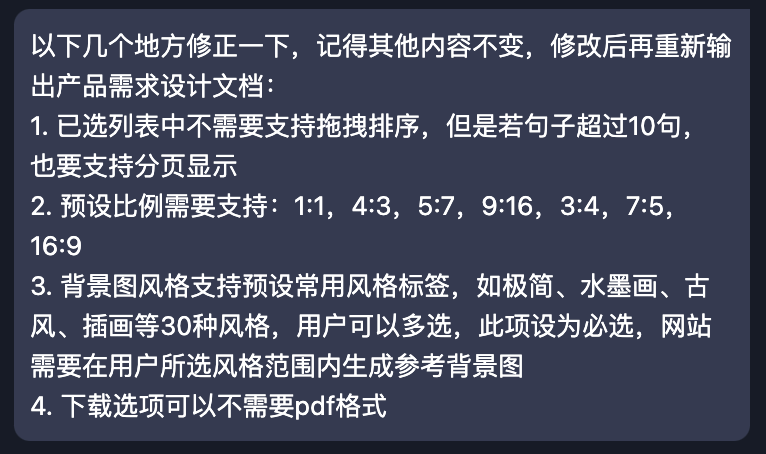 以下几个地方修正一下，记得其他内容不变，修改后再重新输
出产品需求设计文档：
1. 已选列表中不需要支持拖拽排序，但是若句子超过10句，
也要支持分页显示
2. 预设比例需要支持：1:1，4:3，5:7，9:16，3:4，7:5，
16:9
3. 背景图风格支持预设常用风格标签，如极简、水墨画、古
风、插画等30种风格，用户可以多选，此项设为必选，网站
需要在用户所选风格范围内生成参考背景图
4. 下载选项可以不需要pdf格式